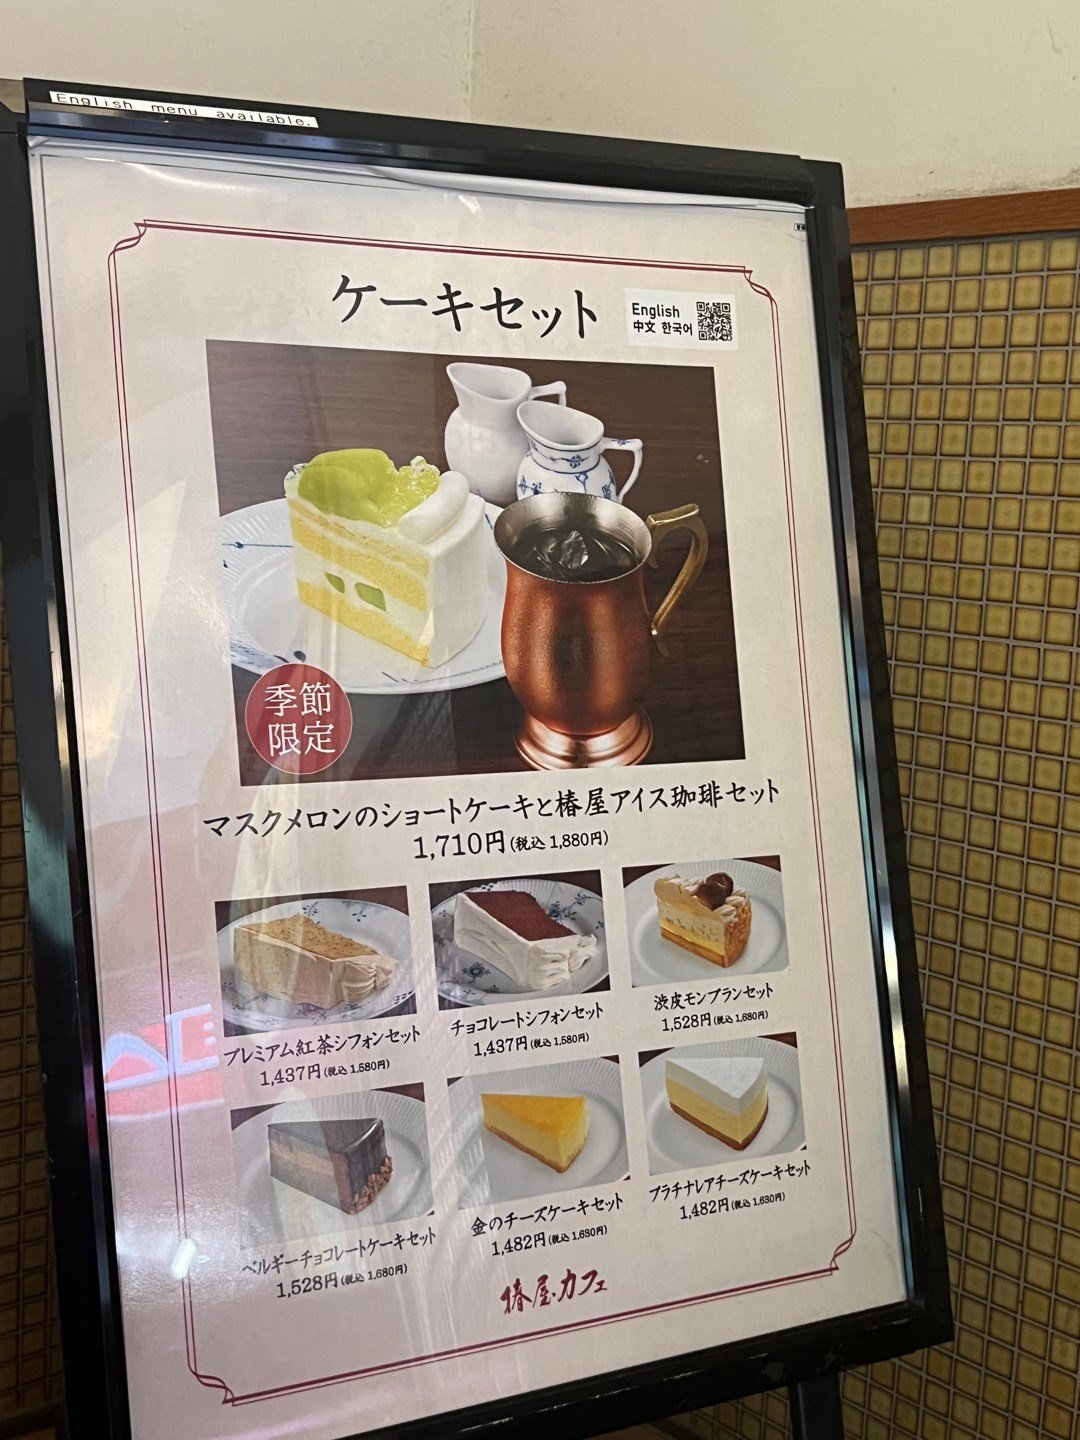 English menu available.
ケーキセット
English
中文 한국어
季節
限定
マスクメロンのショートケーキと椿屋アイス珈琲セット
1,710円(税込1,880円)
プレミアム紅茶シフォンセット
1,437円(税込1,580円)
チョコレートシフォンセット
1,437円(税込1,580円)
渋皮モンブランセット
1,528円(税込1,680円)
ベルギーチョコレートケーキセット
1,528円(税込1,680円)
金のチーズケーキセット
1,482円(税込1,630円)
プラチナレアチーズケーキセット
1,482円(税込1,630円)
椿屋カフェ